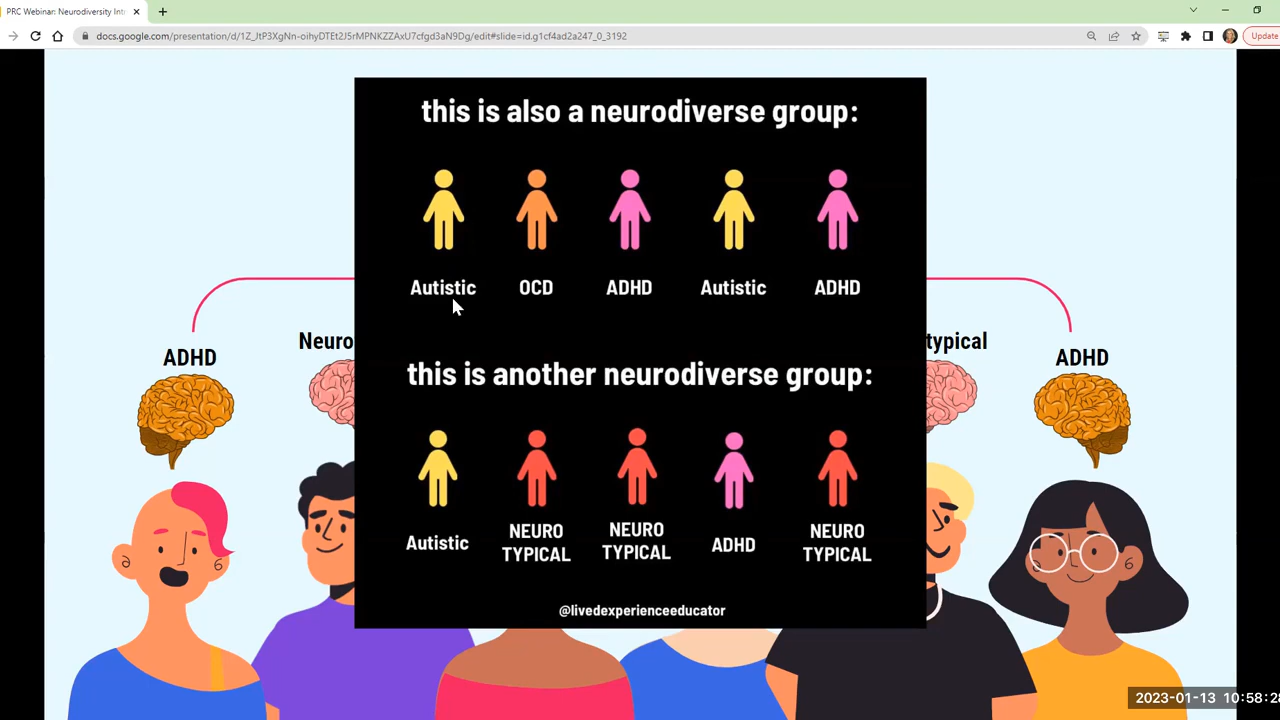 PRC Webinar: Neurodiversity Int
docs.google.com/presentation/d/1Z_JtP3XgNn-oihyDTEt2J5rMPNKZZAxU7cfgd3aN9Dg/edit#slide=id.g1cf4ad2a247_0_3192
Update
this is also a neurodiverse group:
Autistic OCD ADHD Autistic ADHD
ADHD Neuro typical ADHD
this is another neurodiverse group:
Autistic NEURO NEURO ADHD NEURO
TYPICAL TYPICAL TYPICAL
@livedexperienceeducator
2023-01-13 10:58:2